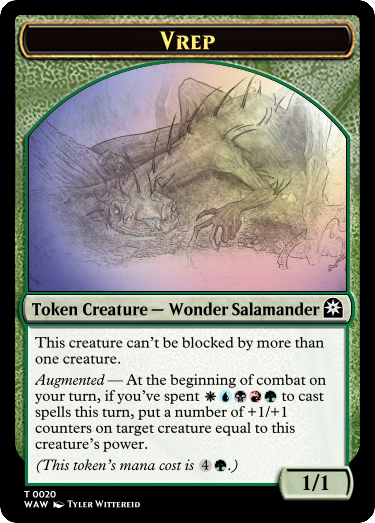 Vrep
Token Creature — Wonder Salamander
This creature can't be blocked by more than
one creature.
Augmented — At the beginning of combat on
your turn, if you've spent to cast
spells this turn, put a number of +1/+1
counters on target creature equal to this
creature's power.
(This token's mana cost is 4 .)
1/1
T 0020
WAW Tyler Wittereid